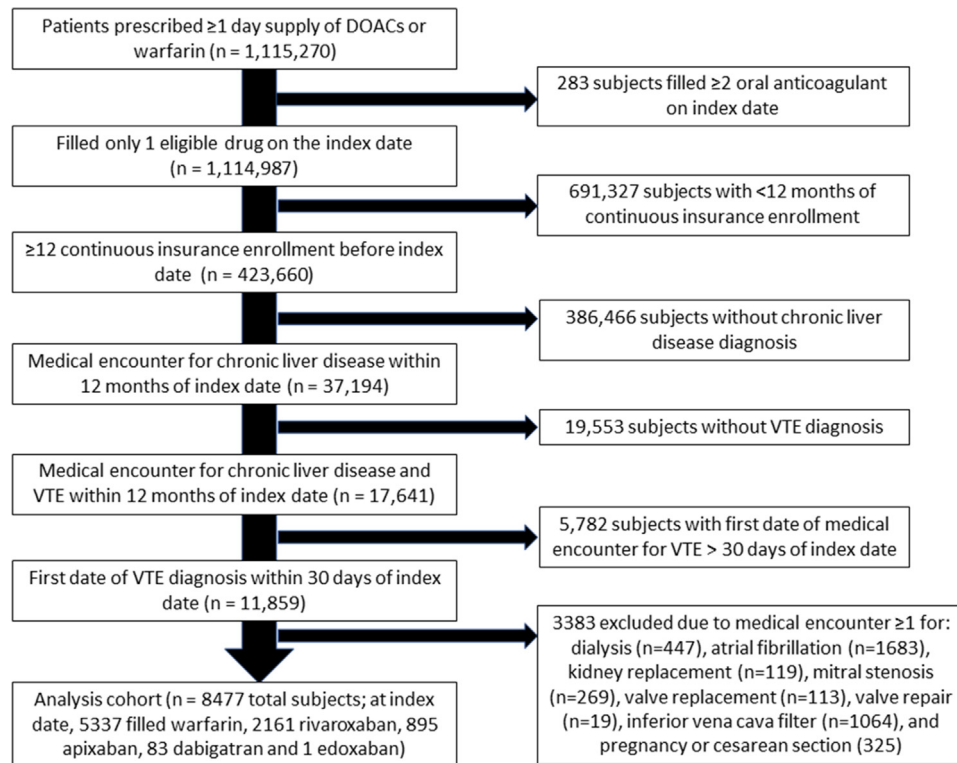 Patients prescribed ≥1 day supply of DOACs or
warfarin (n = 1,115,270)
283 subjects filled ≥2 oral anticoagulant
on index date
Filled only 1 eligible drug on the index date
(n = 1,114,987)
691,327 subjects with <12 months of
continuous insurance enrollment
≥12 continuous insurance enrollment before index
date (n = 423,660)
386,466 subjects without chronic liver
disease diagnosis
Medical encounter for chronic liver disease within
12 months of index date (n = 37,194)
19,553 subjects without VTE diagnosis
Medical encounter for chronic liver disease and
VTE within 12 months of index date (n = 17,641)
5,782 subjects with first date of medical
encounter for VTE > 30 days of index date
First date of VTE diagnosis within 30 days of index
date (n = 11,859)
3383 excluded due to medical encounter ≥1 for:
dialysis (n=447), atrial fibrillation (n=1683),
kidney replacement (n=119), mitral stenosis
(n=269), valve replacement (n=113), valve repair
(n=19), inferior vena cava filter (n=1064), and
pregnancy or cesarean section (325)
Analysis cohort (n = 8477 total subjects; at index
date, 5337 filled warfarin, 2161 rivaroxaban, 895
apixaban, 83 dabigatran and 1 edoxaban)